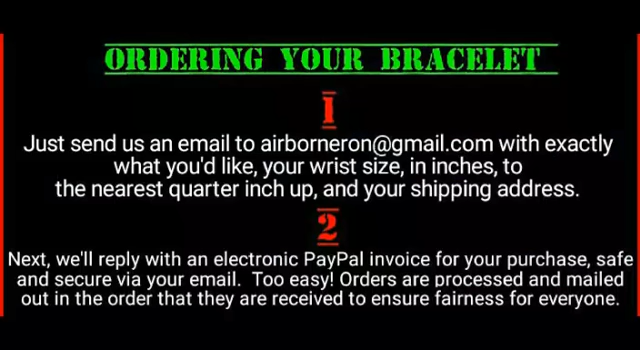 ORDERING YOUR BRACELET
1
Just send us an email to airborneron@gmail.com with exactly
what you'd like, your wrist size, in inches, to
the nearest quarter inch up, and your shipping address.
2
Next, we'll reply with an electronic PayPal invoice for your purchase, safe
and secure via your email.  Too easy! Orders are processed and mailed
out in the order that they are received to ensure fairness for everyone.